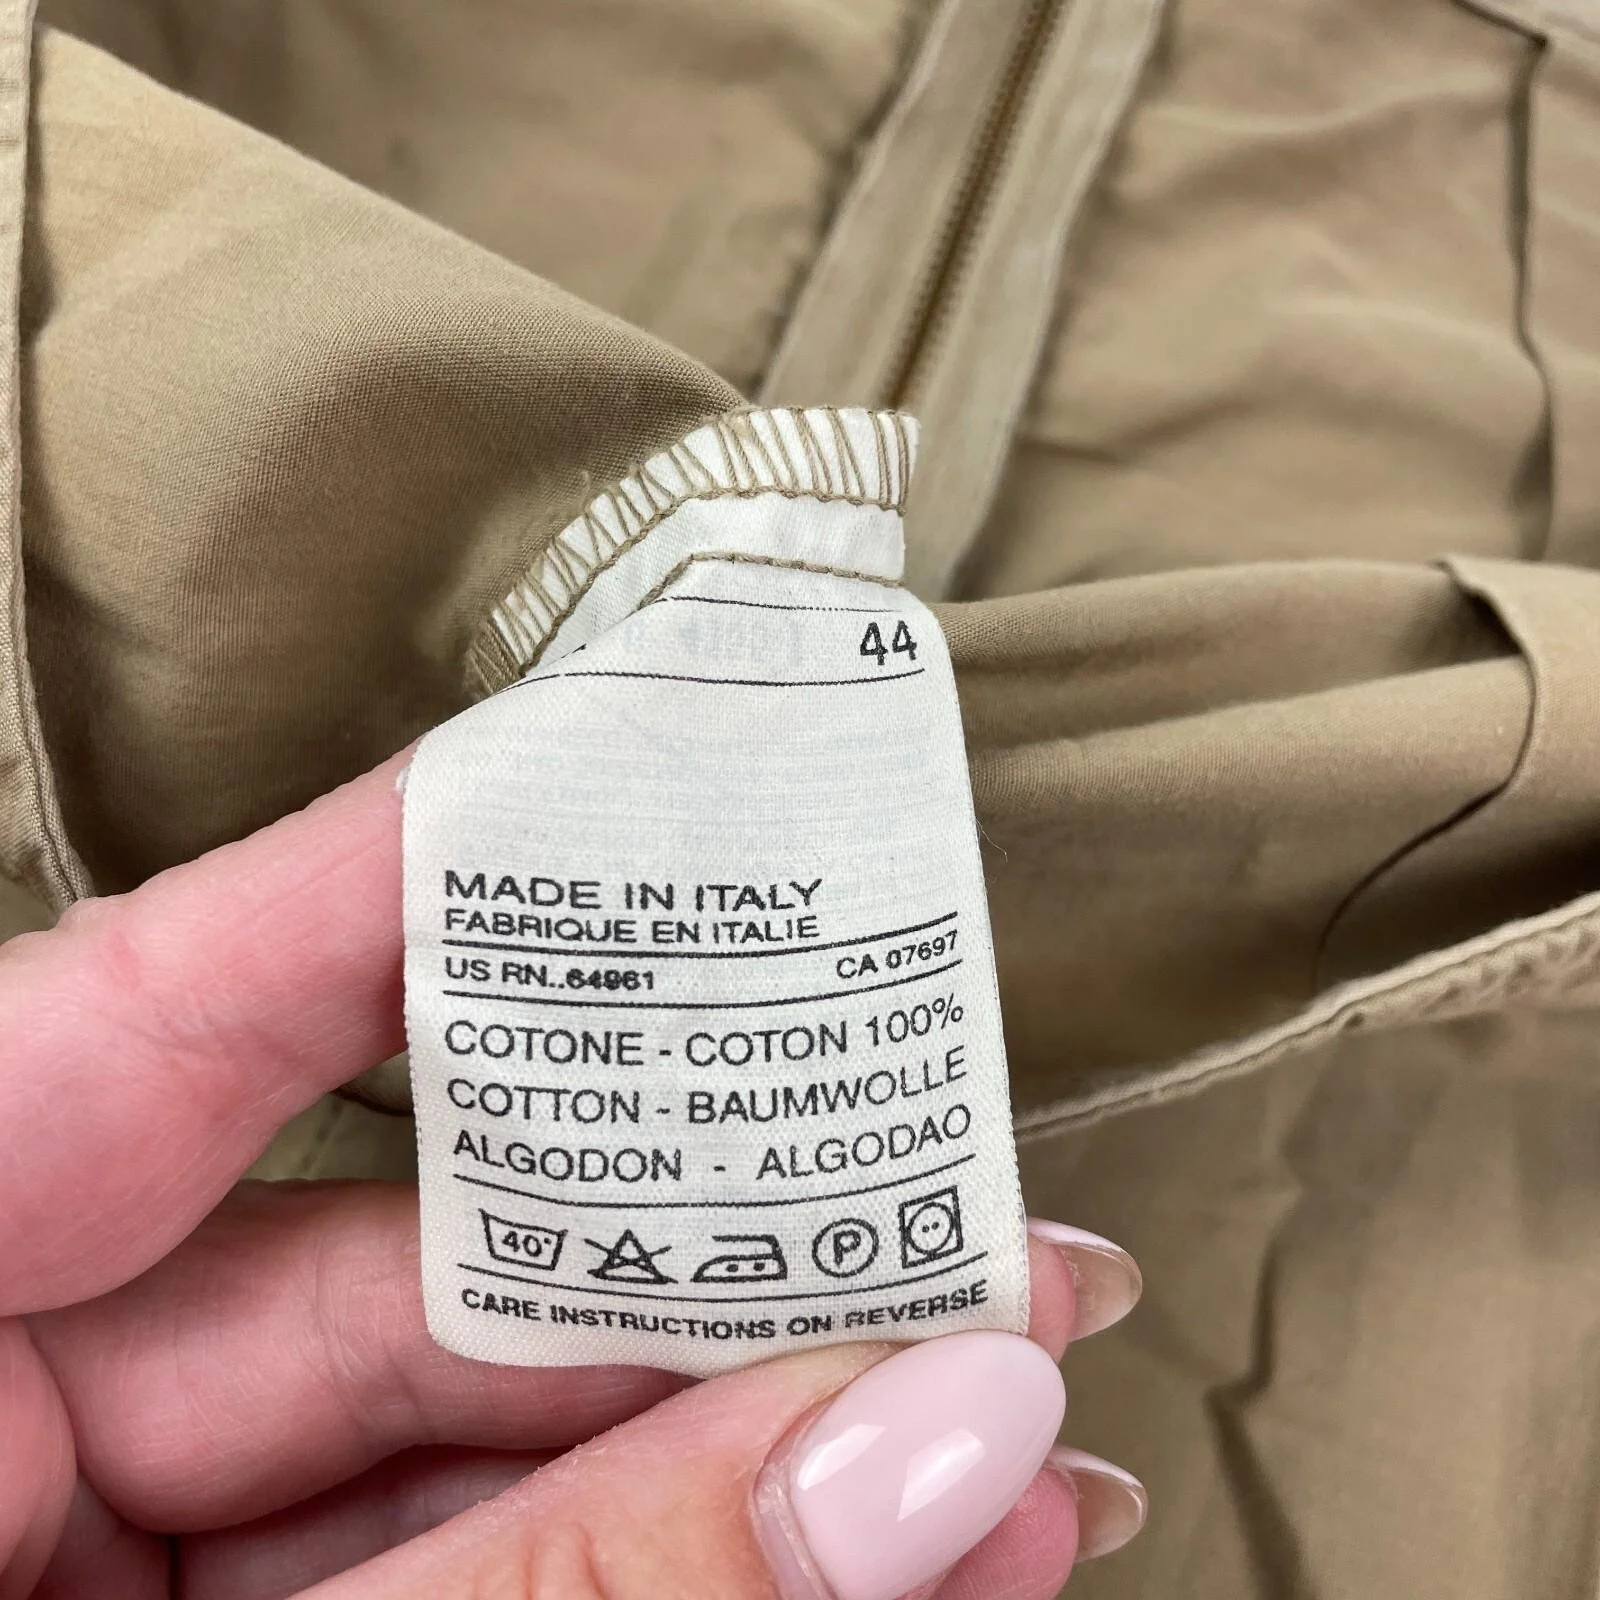 44
MADE IN ITALY
FABRIQUE EN ITALIE
US RN..64961 CA 07697
COTONE - COTON 100%
COTTON - BAUMWOLLE
ALGODON - ALGODAO
40° P
CARE INSTRUCTIONS ON REVERSE